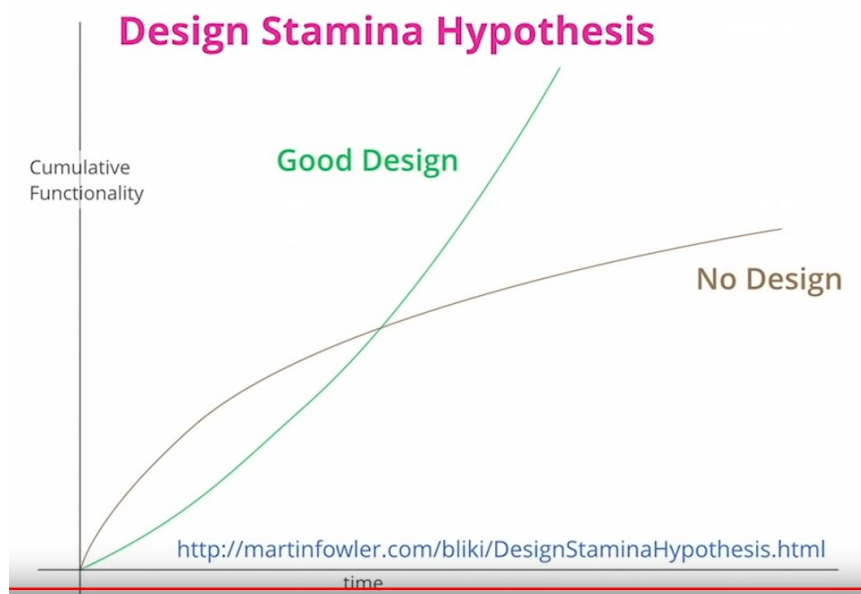 Design Stamina Hypothesis
Good Design
Cumulative
Functionality
No Design
http://martinfowler.com/bliki/DesignStaminaHypothesis.html
time